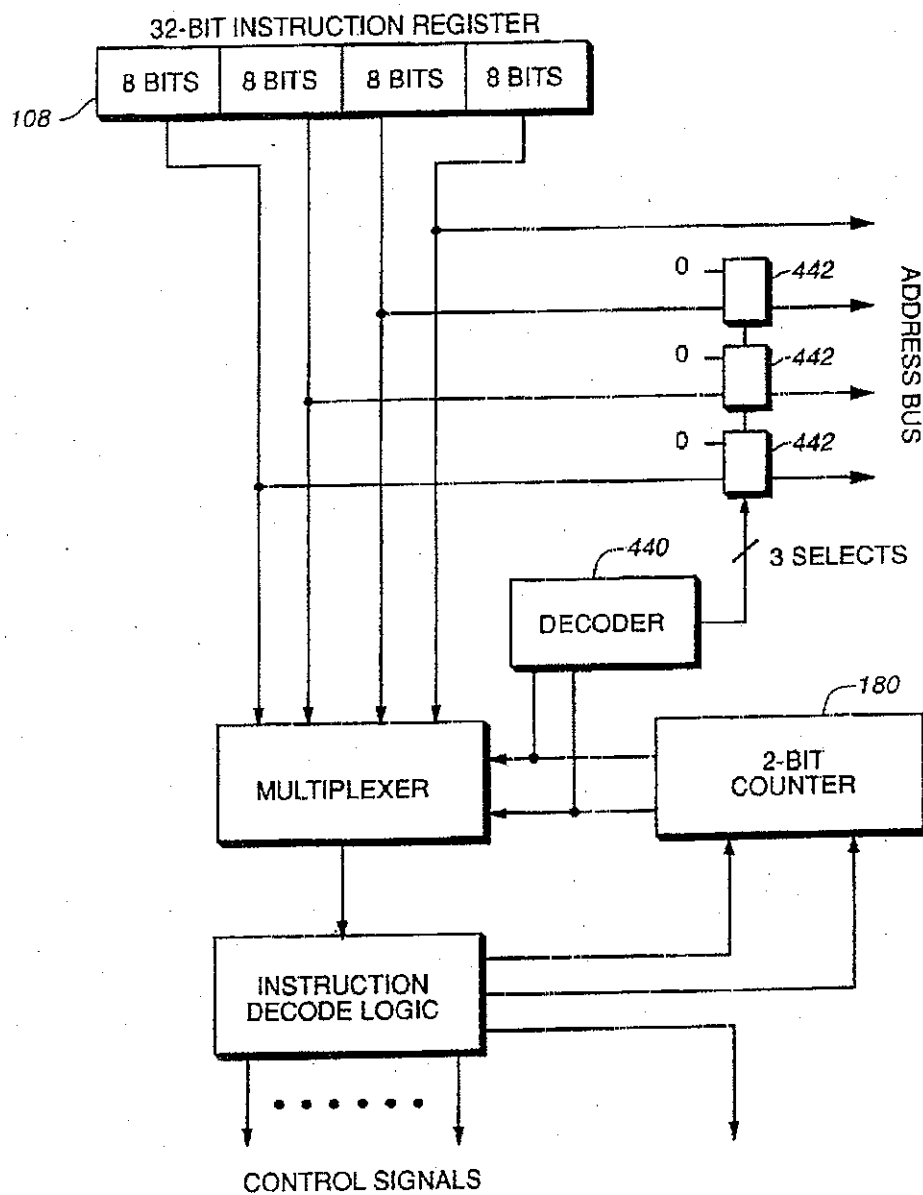 32-BIT INSTRUCTION REGISTER
8 BITS 8 BITS 8 BITS 8 BITS
108
0 442
0 442
0 442
ADDRESS BUS
3 SELECTS
440
DECODER
180
2-BIT
COUNTER
MULTIPLEXER
INSTRUCTION
DECODE LOGIC
CONTROL SIGNALS